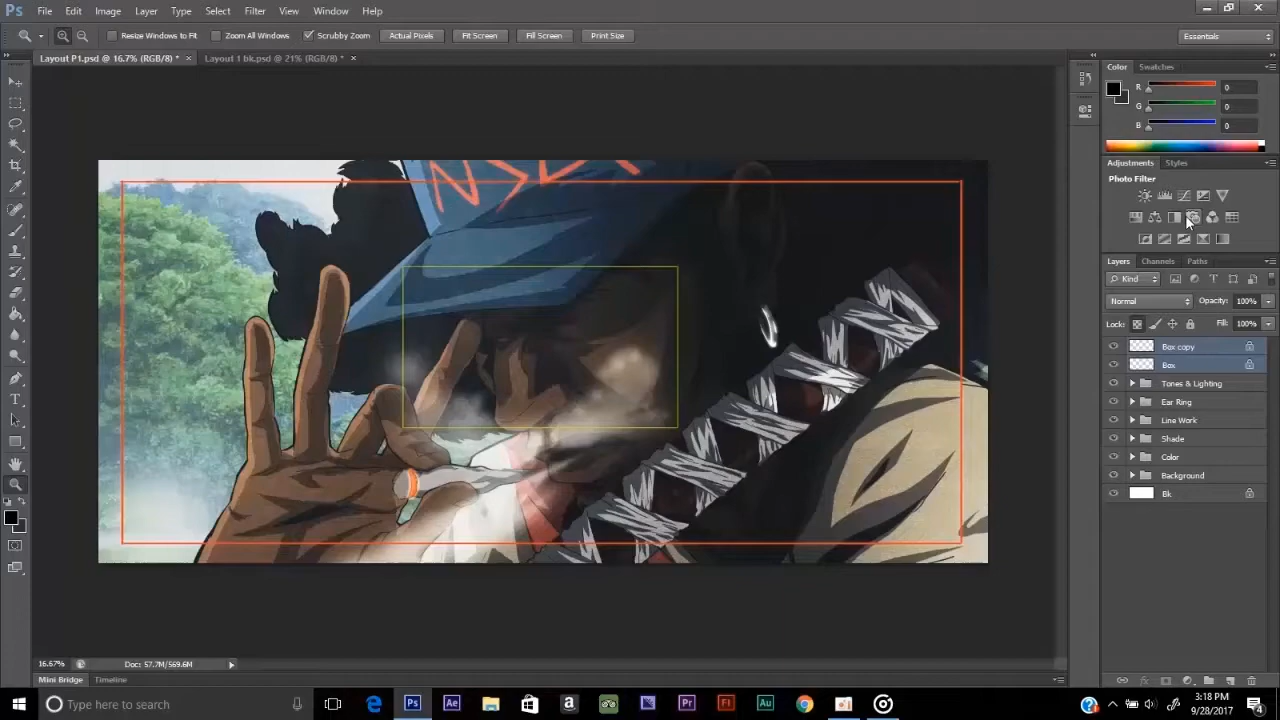 Ps File Edit Image Layer Type Select Filter View Window Help
Resize Windows to Fit Zoom All Windows Scrubby Zoom Actual Pixels Fit Screen Fill Screen Print Size Essentials
Layout P1.psd @ 16.7% (RGB/8) * × Layout 1 bk.psd @ 21% (RGB/8) * ×
Color Swatches
R 0
G 0
B 0
Adjustments Styles
Photo Filter
Layers Channels Paths
Kind
Normal Opacity: 100%
Lock: Fill: 100%
Box copy
Box
Tones & Lighting
Ear Ring
Line Work
Shade
Color
Background
Bk
16.67% Doc: 57.7M/569.6M
Mini Bridge Timeline
Type here to search
Ps Ae Pr Fl Au
3:18 PM
9/28/2017